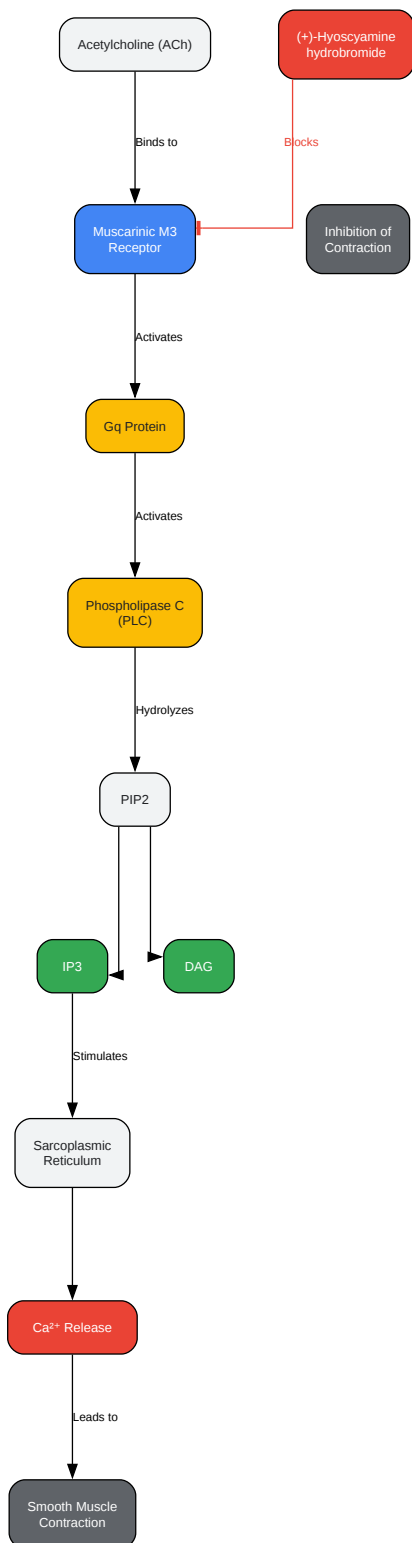 Acetylcholine (ACh)
(+)-Hyoscyamine
hydrobromide
Binds to
Blocks
Muscarinic M3
Receptor
Inhibition of
Contraction
Activates
Gq Protein
Activates
Phospholipase C
(PLC)
Hydrolyzes
PIP2
IP3
DAG
Stimulates
Sarcoplasmic
Reticulum
Ca²⁺ Release
Leads to
Smooth Muscle
Contraction